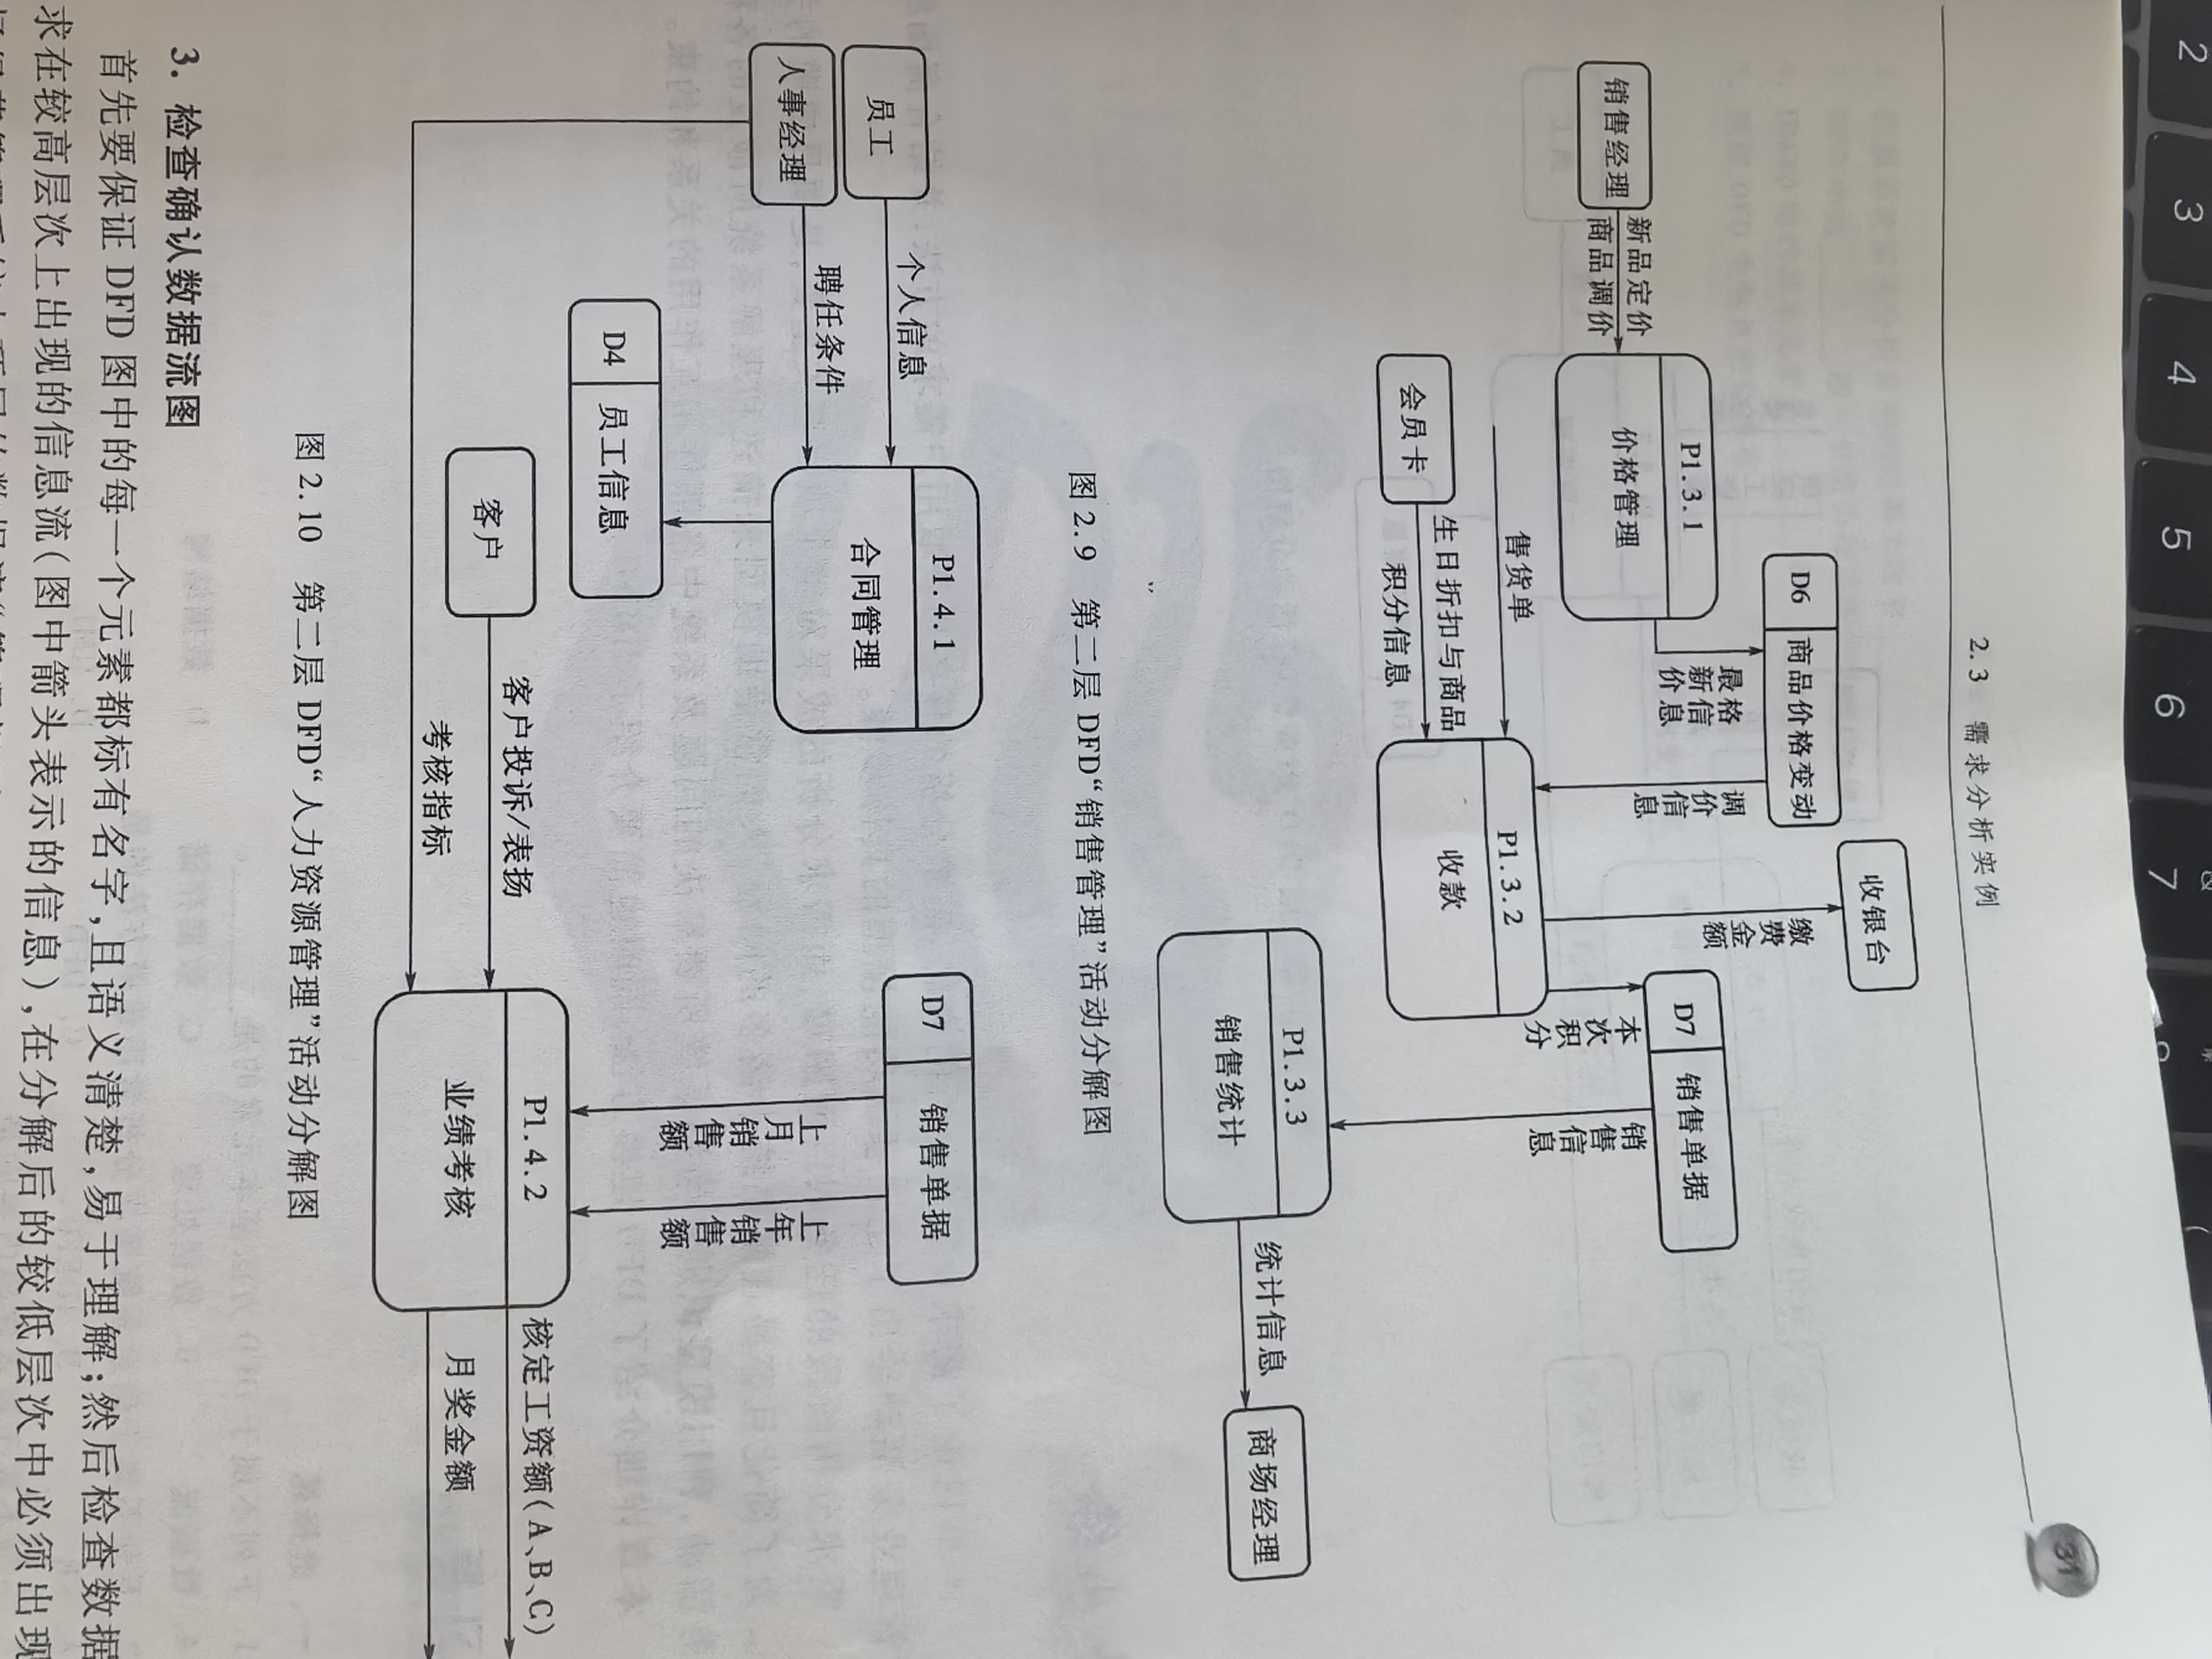 2.3 需求分析实例
31
收银台
D6 商品价格变动
销售经理
新品定价
商品调价
P1.3.1
价格管理
最新价
格信息
调价信息
缴费金额
D7 销售单据
会员卡
售货单
生日折扣与商品
积分信息
P1.3.2
收款
本次积分
销售信息
P1.3.3
销售统计
统计信息
商场经理
图 2.9 第二层 DFD“销售管理”活动分解图
员工
个人信息
人事经理
聘任条件
P1.4.1
合同管理
D7 销售单据
D4 员工信息
上月销售额
上年销售额
客户
客户投诉/表扬
考核指标
P1.4.2
业绩考核
核定工资额(A、B、C)
月奖金额
图 2.10 第二层 DFD“人力资源管理”活动分解图
3. 检查确认数据流图
首先要保证 DFD 图中的每一个元素都标有名字,且语义清楚,易于理解;然后检查数据
求在较高层次上出现的信息流(图中箭头表示的信息),在分解后的较低层次中必须出现
2
3
4
5
6
7
&
(